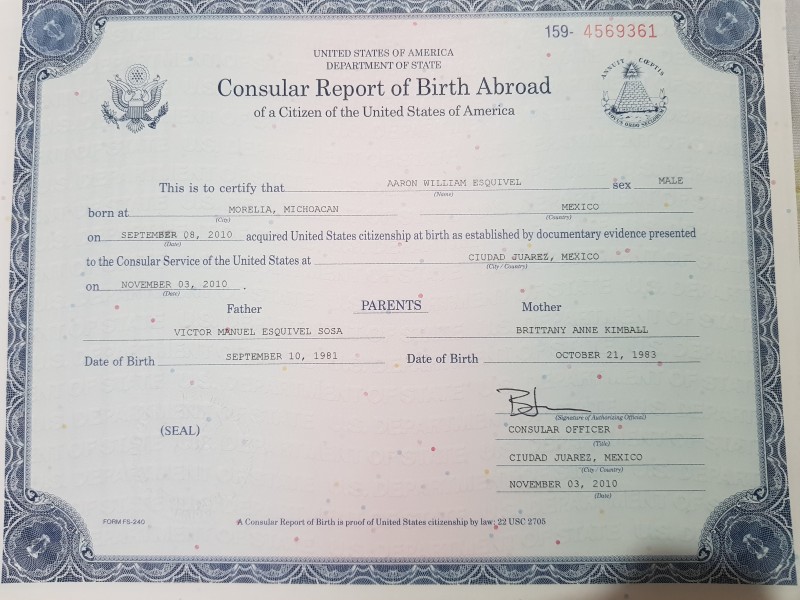 159- 4569361
UNITED STATES OF AMERICA
DEPARTMENT OF STATE
Consular Report of Birth Abroad
of a Citizen of the United States of America
ANNUIT CŒPTIS
NOVUS ORDO SECLORUM
This is to certify that AARON WILLIAM ESQUIVEL sex MALE
(Name)
born at MORELIA, MICHOACAN MEXICO
(City) (Country)
on SEPTEMBER 08, 2010 acquired United States citizenship at birth as established by documentary evidence presented
(Date)
to the Consular Service of the United States at CIUDAD JUAREZ, MEXICO
(City / Country)
on NOVEMBER 03, 2010 .
(Date)
Father PARENTS Mother
VICTOR MANUEL ESQUIVEL SOSA BRITTANY ANNE KIMBALL
Date of Birth SEPTEMBER 10, 1981 Date of Birth OCTOBER 21, 1983
(Signature of Authorizing Official)
(SEAL) CONSULAR OFFICER
(Title)
CIUDAD JUAREZ, MEXICO
(City / Country)
NOVEMBER 03, 2010
(Date)
FORM FS-240 A Consular Report of Birth is proof of United States citizenship by law; 22 USC 2705